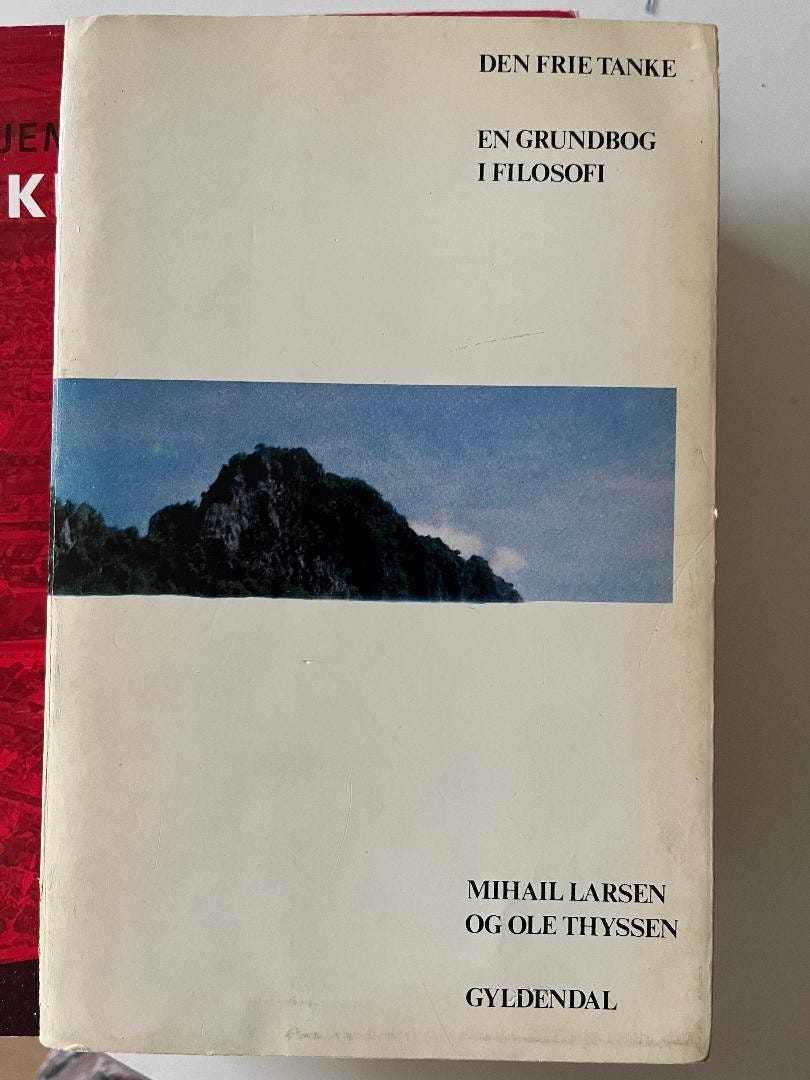 DEN FRIE TANKE
EN GRUNDBOG
I FILOSOFI
MIHAIL LARSEN
OG OLE THYSSEN
GYLDENDAL